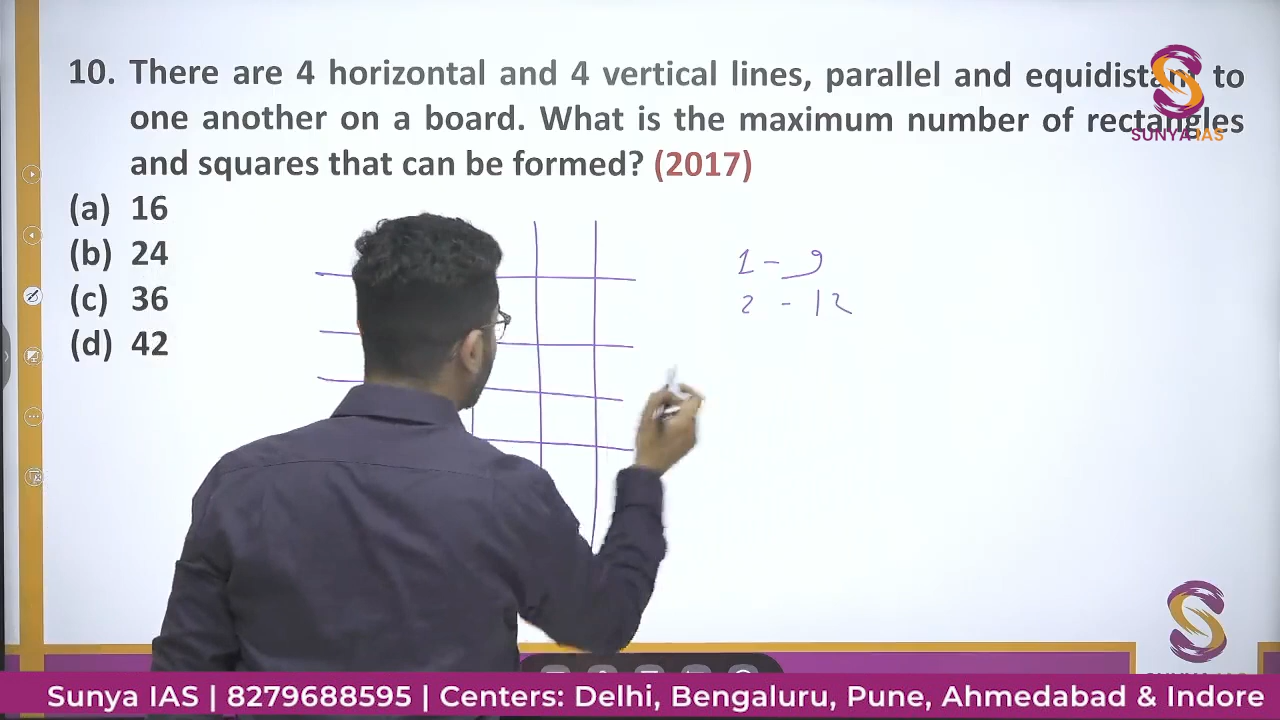 10. There are 4 horizontal and 4 vertical lines, parallel and equidistant to
one another on a board. What is the maximum number of rectangles
and squares that can be formed? (2017)
(a) 16
(b) 24
(c) 36
(d) 42
1 - 9
2 - 12
SUNYA IAS
Sunya IAS | 8279688595 | Centers: Delhi, Bengaluru, Pune, Ahmedabad & Indore